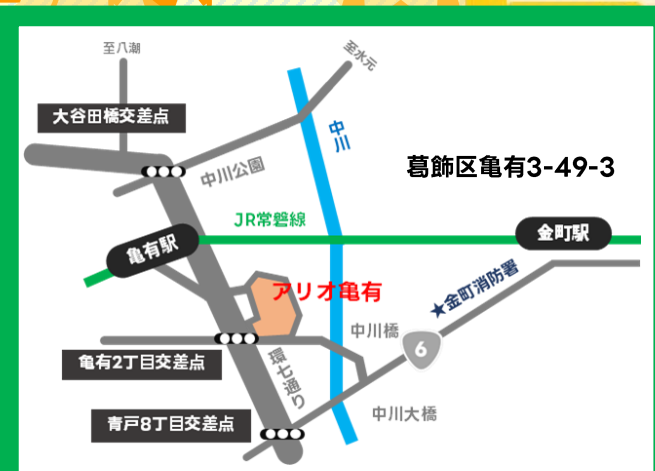 至八潮
至水元
大谷田橋交差点
中川
中川公園
葛飾区亀有3-49-3
JR常磐線
金町駅
亀有駅
アリオ亀有
★金町消防署
中川橋
6
亀有2丁目交差点
環七通り
中川大橋
青戸8丁目交差点